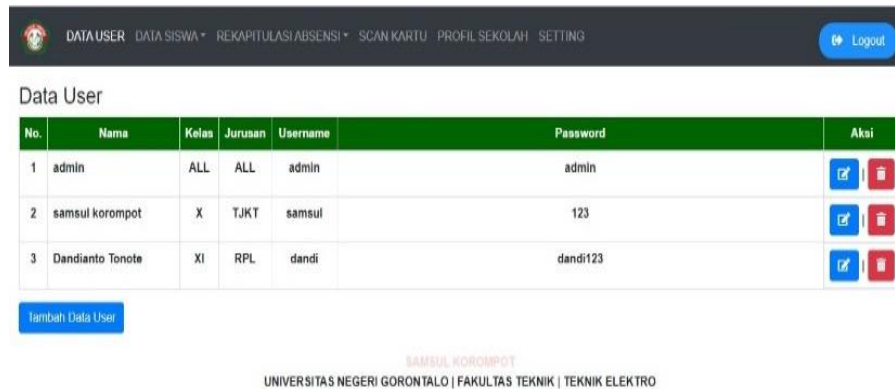 DATA USER DATA SISWA REKAPITULASI ABSENSI SCAN KARTU PROFIL SEKOLAH SETTING Logout
Data User
No. Nama Kelas Jurusan Username Password Aksi
1 admin ALL ALL admin admin |
2 samsul korompot X TJKT samsul 123 |
3 Dandianto Tonote XI RPL dandi dandi123 |
Tambah Data User
SAMSUL KOROMPOT
UNIVERSITAS NEGERI GORONTALO | FAKULTAS TEKNIK | TEKNIK ELEKTRO